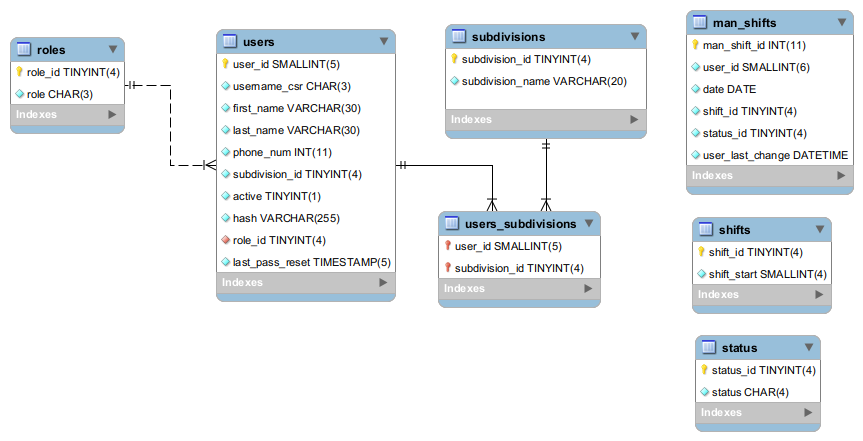 roles
role_id TINYINT(4)
role CHAR(3)
Indexes
users
user_id SMALLINT(5)
username_csr CHAR(3)
first_name VARCHAR(30)
last_name VARCHAR(30)
phone_num INT(11)
subdivision_id TINYINT(4)
active TINYINT(1)
hash VARCHAR(255)
role_id TINYINT(4)
last_pass_reset TIMESTAMP(5)
Indexes
subdivisions
subdivision_id TINYINT(4)
subdivision_name VARCHAR(20)
Indexes
users_subdivisions
user_id SMALLINT(5)
subdivision_id TINYINT(4)
Indexes
man_shifts
man_shift_id INT(11)
user_id SMALLINT(6)
date DATE
shift_id TINYINT(4)
status_id TINYINT(4)
user_last_change DATETIME
Indexes
shifts
shift_id TINYINT(4)
shift_start SMALLINT(4)
Indexes
status
status_id TINYINT(4)
status CHAR(4)
Indexes